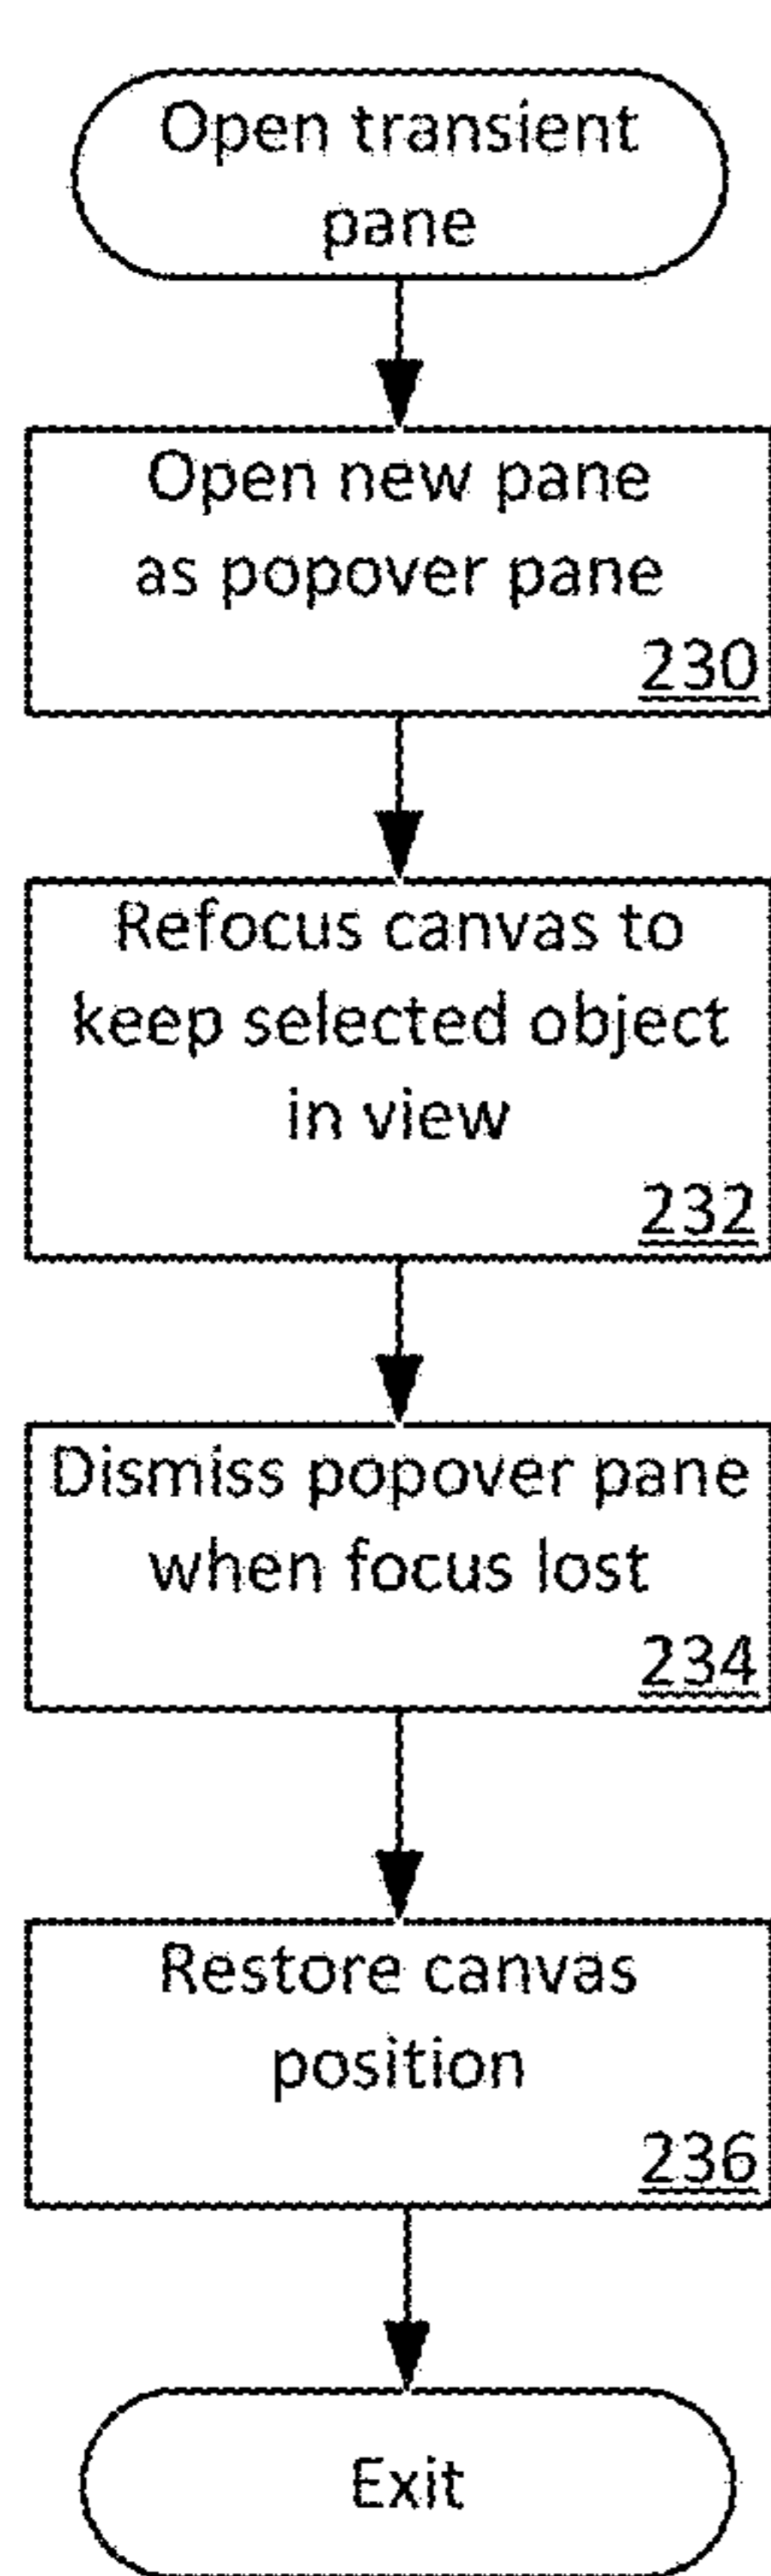 Open transient
pane
Open new pane
as popover pane
230
Refocus canvas to
keep selected object
in view
232
Dismiss popover pane
when focus lost
234
Restore canvas
position
236
Exit